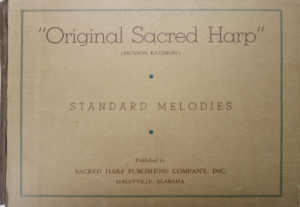 "Original Sacred Harp"
(DENSON REVISION)
STANDARD MELODIES
Published by
SACRED HARP PUBLISHING COMPANY, INC.
HALEYVILLE, ALABAMA